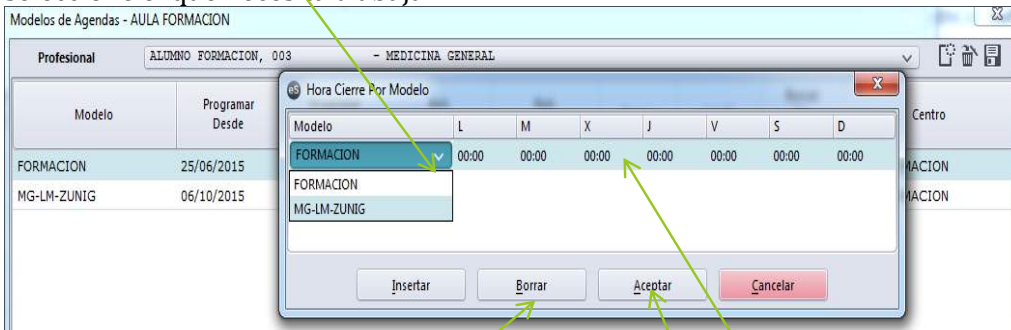 Modelos de Agendas - AULA FORMACION
Profesional ALUMNO FORMACION, 003 - MEDICINA GENERAL
Modelo Programar Desde Centro
FORMACION 25/06/2015 MACION
MG-LM-ZUNIG 06/10/2015 MACION
Hora Cierre Por Modelo
Modelo L M X J V S D
FORMACION 00:00 00:00 00:00 00:00 00:00 00:00 00:00
FORMACION
MG-LM-ZUNIG
Insertar Borrar Aceptar Cancelar